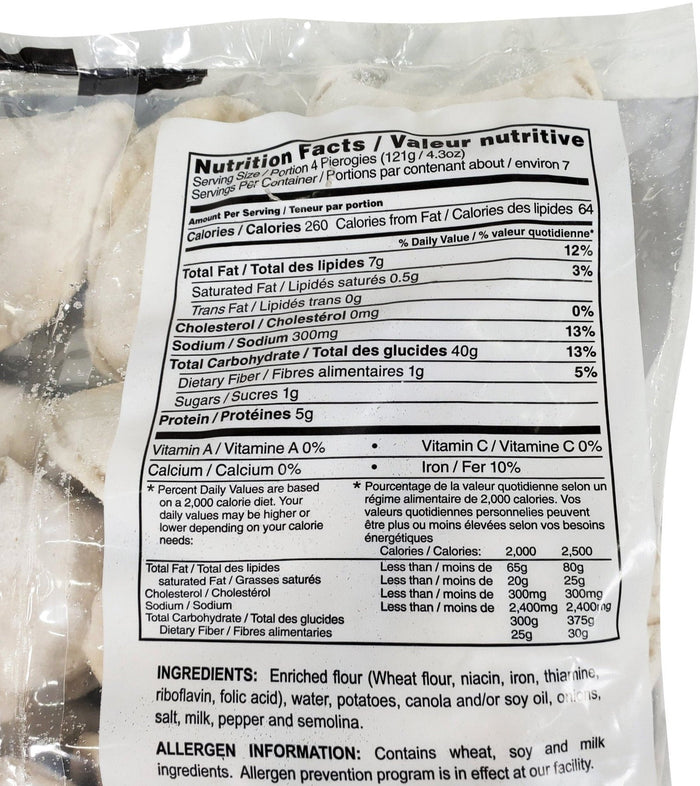 Nutrition Facts / Valeur nutritive
Serving Size / Portion 4 Pierogies (121g / 4.3oz)
Servings Per Container / Portions par contenant about / environ 7
Amount Per Serving / Teneur par portion
Calories / Calories 260 Calories from Fat / Calories des lipides 64
% Daily Value / % valeur quotidienne*
Total Fat / Total des lipides 7g 12%
Saturated Fat / Lipidés saturés 0.5g 3%
Trans Fat / Lipidés trans 0g
Cholesterol / Cholestérol 0mg 0%
Sodium / Sodium 300mg 13%
Total Carbohydrate / Total des glucides 40g 13%
Dietary Fiber / Fibres alimentaires 1g 5%
Sugars / Sucres 1g
Protein / Protéines 5g
Vitamin A / Vitamine A 0% • Vitamin C / Vitamine C 0%
Calcium / Calcium 0% • Iron / Fer 10%
* Percent Daily Values are based
on a 2,000 calorie diet. Your
daily values may be higher or
lower depending on your calorie
needs:
* Pourcentage de la valeur quotidienne selon un
régime alimentaire de 2,000 calories. Vos
valeurs quotidiennes personnelies peuvent
être plus ou moins élevées selon vos besoins
énergétiques
Calories / Calories: 2,000 2,500
Total Fat / Total des lipides Less than / moins de 65g 80g
saturated Fat / Grasses saturés Less than / moins de 20g 25g
Cholesterol / Cholestérol Less than / moins de 300mg 300mg
Sodium / Sodium Less than / moins de 2,400mg 2,400mg
Total Carbohydrate / Total des glucides 300g 375g
Dietary Fiber / Fibres alimentaries 25g 30g
INGREDIENTS: Enriched flour (Wheat flour, niacin, iron, thiamine,
riboflavin, folic acid), water, potatoes, canola and/or soy oil, onions,
salt, milk, pepper and semolina.
ALLERGEN INFORMATION: Contains wheat, soy and milk
ingredients. Allergen prevention program is in effect at our facility.